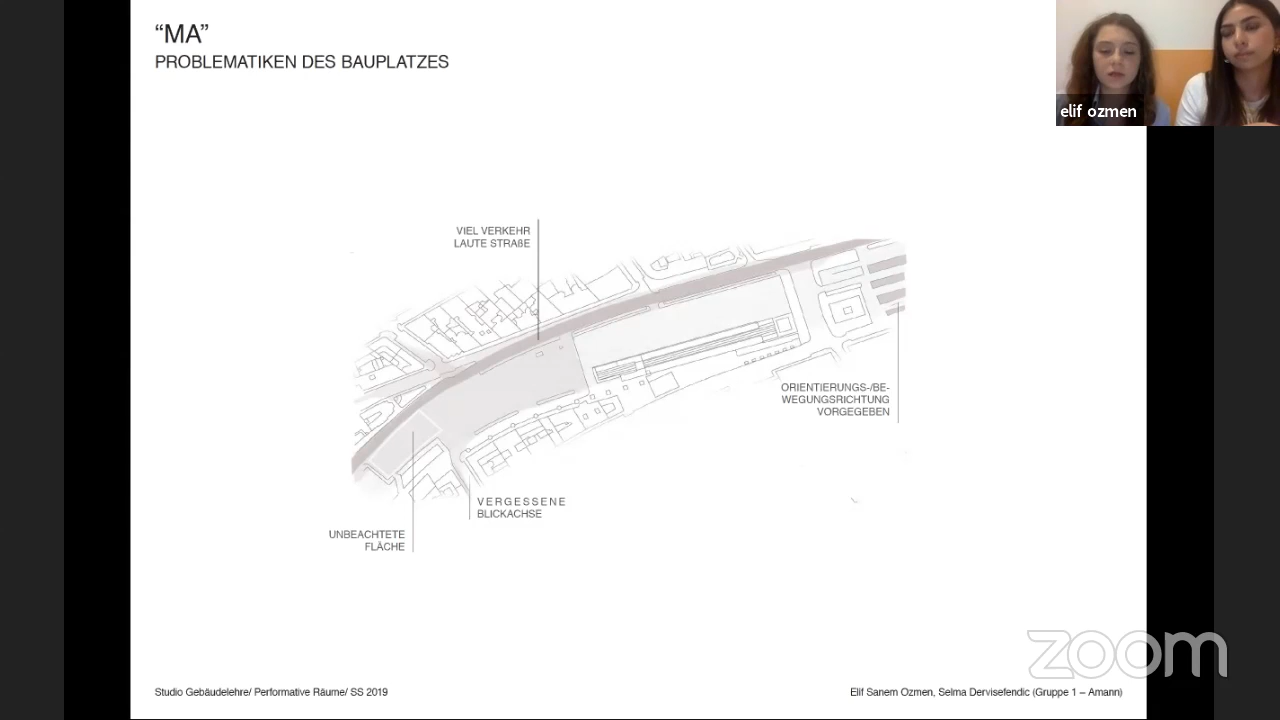 “MA”
PROBLEMATIKEN DES BAUPLATZES
elif ozmen
VIEL VERKEHR
LAUTE STRAßE
ORIENTIERUNGS-/BE-
WEGUNGSRICHTUNG
VORGEGEBEN
VERGESSENE
BLICKACHSE
UNBEACHTETE
FLÄCHE
zoom
Studio Gebäudelehre/ Performative Räume/ SS 2019
Elif Sanem Ozmen, Selma Dervisefendic (Gruppe 1 – Amann)